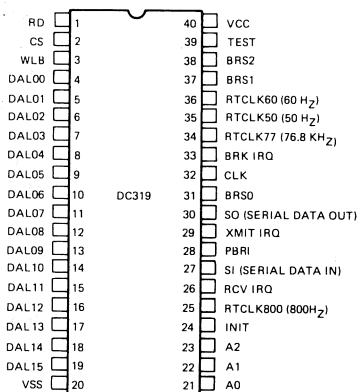 RD 1 40 VCC
CS 2 39 TEST
WLB 3 38 BRS2
DAL00 4 37 BRS1
DAL01 5 36 RTCLK60 (60 HZ)
DAL02 6 35 RTCLK50 (50 HZ)
DAL03 7 34 RTCLK77 (76.8 KHZ)
DAL04 8 33 BRK IRQ
DAL05 9 32 CLK
DAL06 10 DC319 31 BRS0
DAL07 11 30 SO (SERIAL DATA OUT)
DAL08 12 29 XMIT IRQ
DAL09 13 28 PBRI
DAL10 14 27 SI (SERIAL DATA IN)
DAL11 15 26 RCV IRQ
DAL12 16 25 RTCLK800 (800HZ)
DAL13 17 24 INIT
DAL14 18 23 A2
DAL15 19 22 A1
VSS 20 21 A0